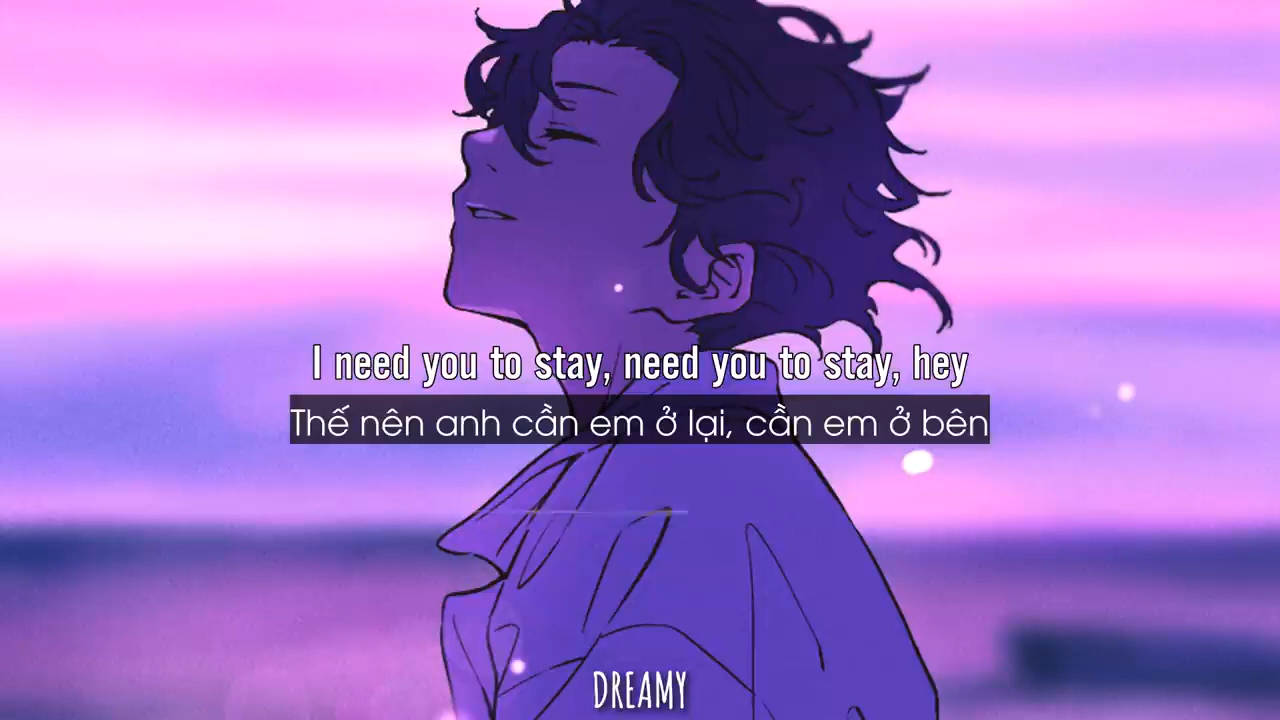 I need you to stay, need you to stay, hey
Thế nên anh cần em ở lại, cần em ở bên
DREAMY